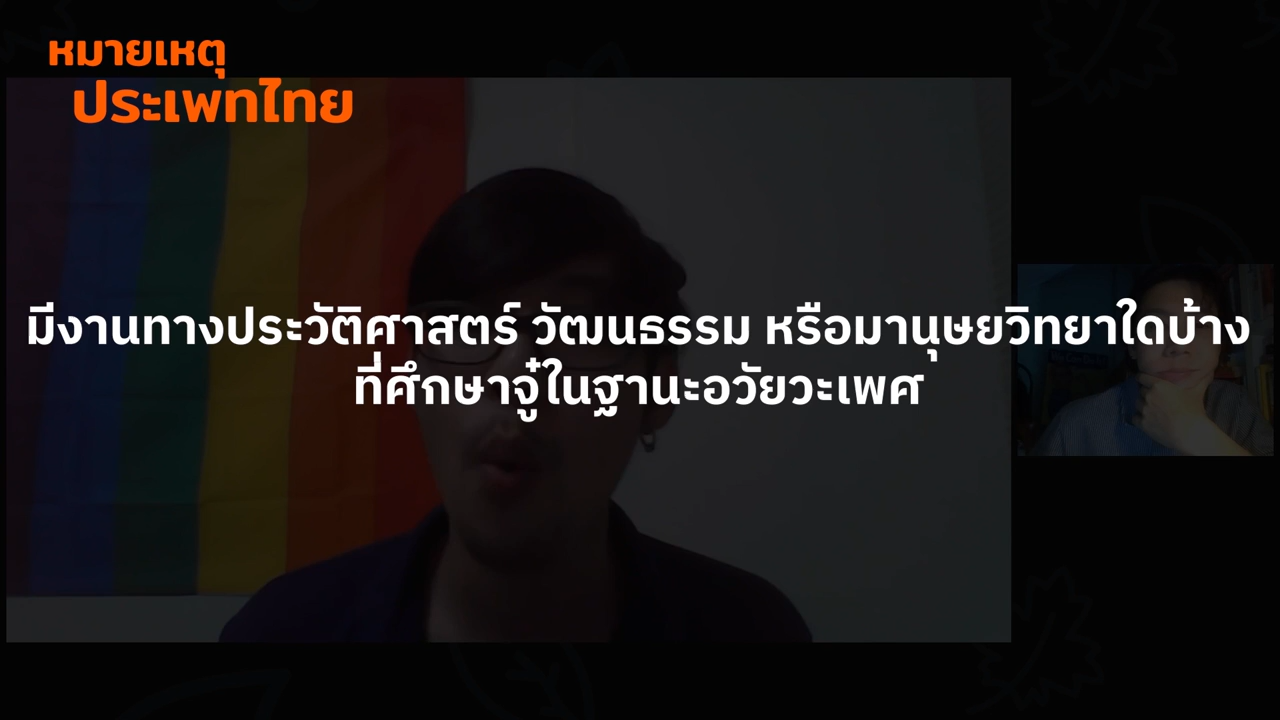 หมายเหตุ
ประเพทไทย
มีงานทางประวัติศาสตร์ วัฒนธรรม หรือมานุษยวิทยาใดบ้าง
ที่ศึกษาจู๋ในฐานะอวัยวะเพศ